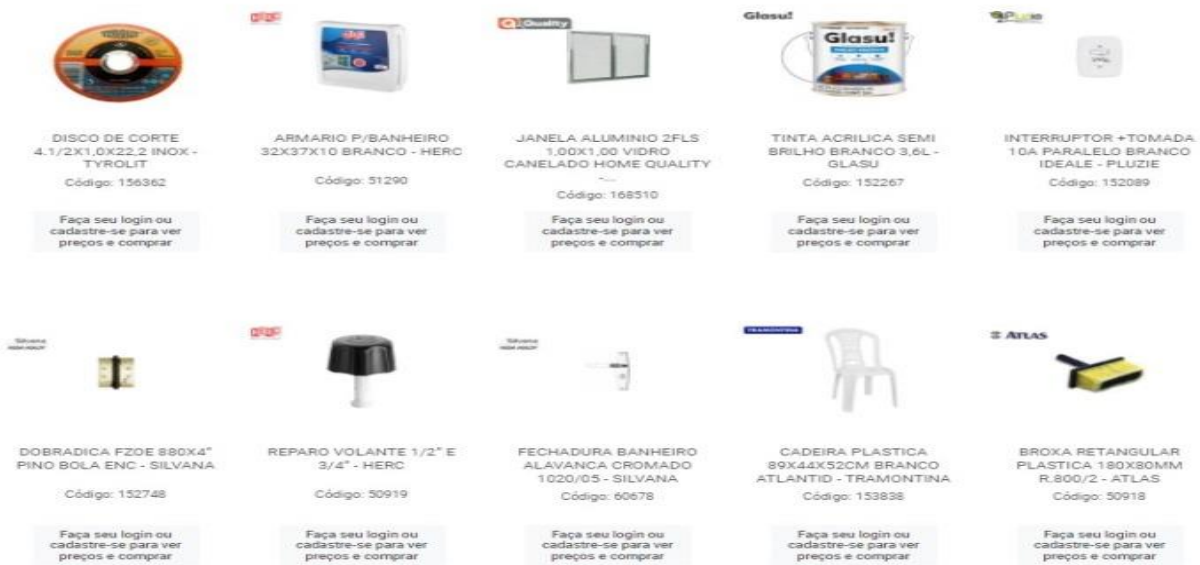 Quality
Glasu!
Glasu!
Pluzie
DISCO DE CORTE
4.1/2X1,0X22,2 INOX -
TYROLIT
Código: 156362
Faça seu login ou
cadastre-se para ver
preços e comprar
ARMARIO P/BANHEIRO
32X37X10 BRANCO - HERC
Código: 51290
Faça seu login ou
cadastre-se para ver
preços e comprar
JANELA ALUMINIO 2FLS
1,00X1,00 VIDRO
CANELADO HOME QUALITY
-...
Código: 168510
Faça seu login ou
cadastre-se para ver
preços e comprar
TINTA ACRILICA SEMI
BRILHO BRANCO 3,6L -
GLASU
Código: 152267
Faça seu login ou
cadastre-se para ver
preços e comprar
INTERRUPTOR +TOMADA
10A PARALELO BRANCO
IDEALE - PLUZIE
Código: 152089
Faça seu login ou
cadastre-se para ver
preços e comprar
Silvana
HERC
Silvana
TRAMONTINA
ATLAS
DOBRADICA FZOE 880X4"
PINO BOLA ENC - SILVANA
Código: 152748
Faça seu login ou
cadastre-se para ver
preços e comprar
REPARO VOLANTE 1/2" E
3/4" - HERC
Código: 50919
Faça seu login ou
cadastre-se para ver
preços e comprar
FECHADURA BANHEIRO
ALAVANCA CROMADO
1020/05 - SILVANA
Código: 60678
Faça seu login ou
cadastre-se para ver
preços e comprar
CADEIRA PLASTICA
89X44X52CM BRANCO
ATLANTID - TRAMONTINA
Código: 153838
Faça seu login ou
cadastre-se para ver
preços e comprar
BROXA RETANGULAR
PLASTICA 180X80MM
R.800/2 - ATLAS
Código: 50918
Faça seu login ou
cadastre-se para ver
preços e comprar